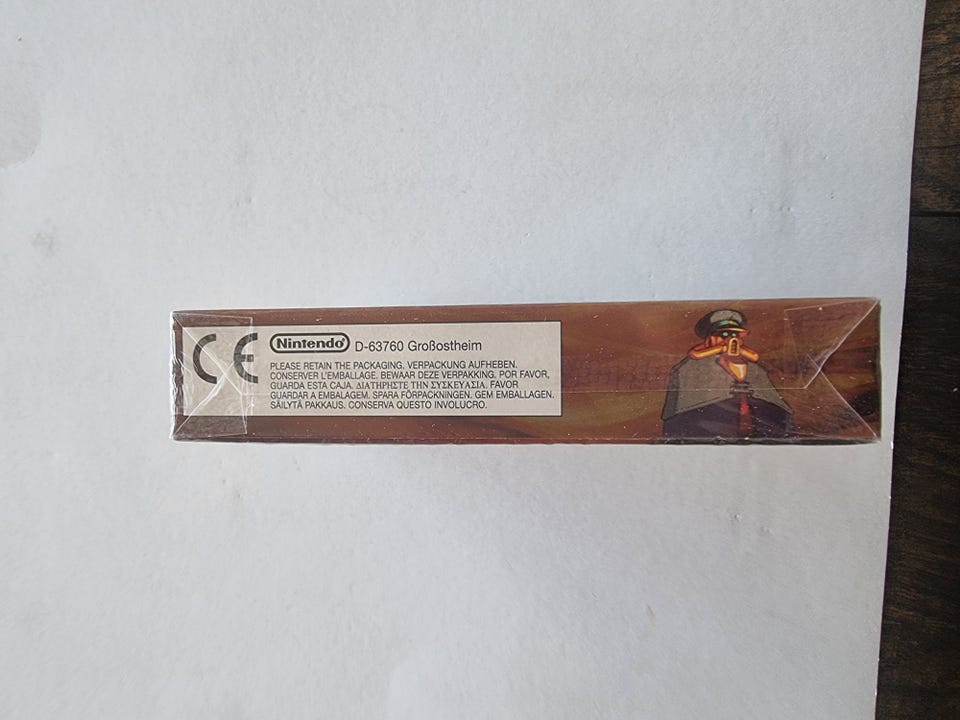 CE Nintendo D-63760 Großostheim
PLEASE RETAIN THE PACKAGING. VERPACKUNG AUFHEBEN.
CONSERVER L'EMBALLAGE. BEWAAR DEZE VERPAKKING. POR FAVOR,
GUARDA ESTA CAJA. ΔΙΑΤΗΡΗΣΤΕ ΤΗΝ ΣΥΣΚΕΥΑΣΙΑ. FAVOR
GUARDAR A EMBALAGEM. SPARA FÖRPACKNINGEN. GEM EMBALLAGEN.
SÄILYTÄ PAKKAUS. CONSERVA QUESTO INVOLUCRO.